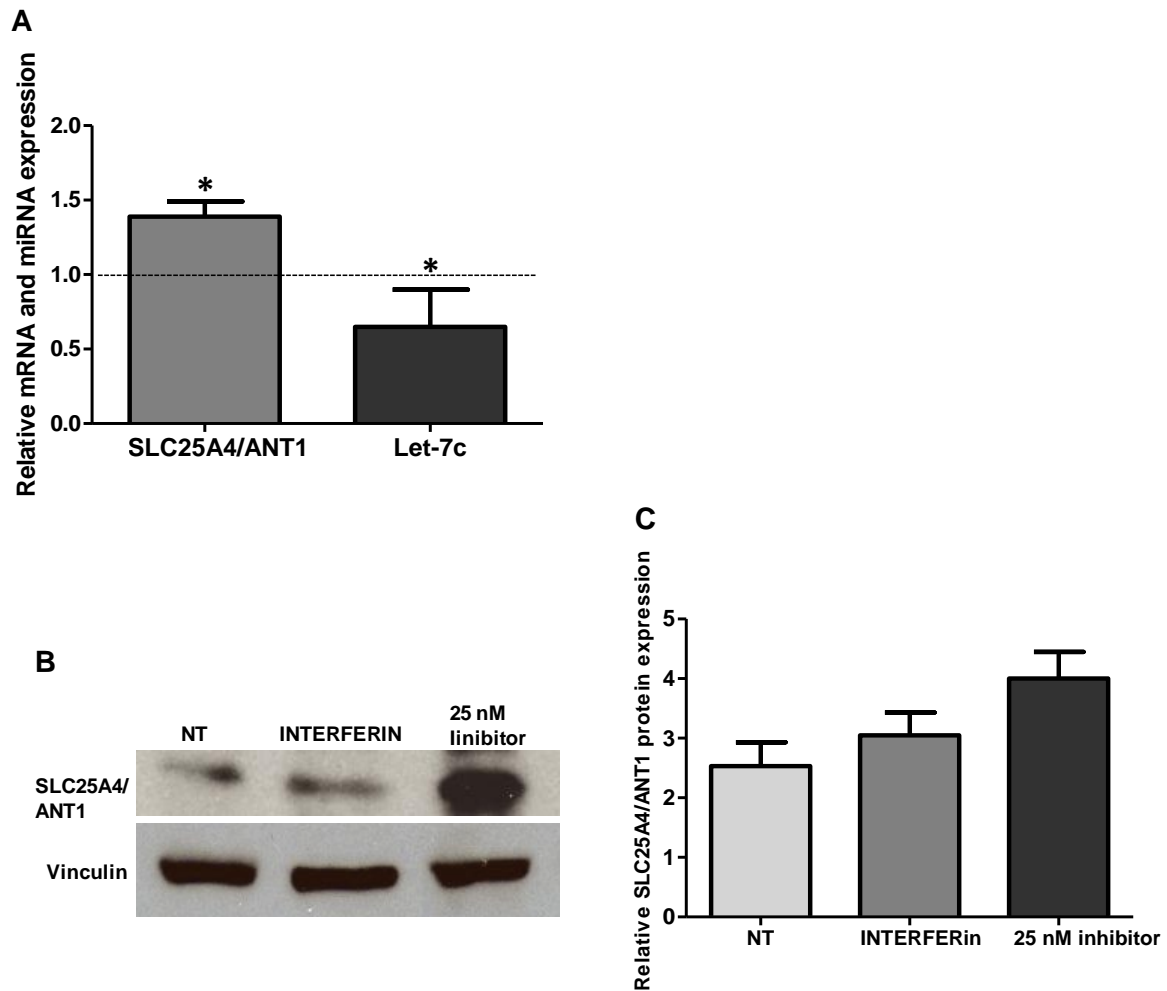 A
Relative mRNA and miRNA expression
2.0
1.5
1.0
0.5
0.0
*
*
SLC25A4/ANT1
Let-7c
B
NT
INTERFERIN
25 nM
Iinibitor
SLC25A4/
ANT1
Vinculin
C
Relative SLC25A4/ANT1 protein expression
5
4
3
2
1
0
NT
INTERFERin
25 nM inhibitor